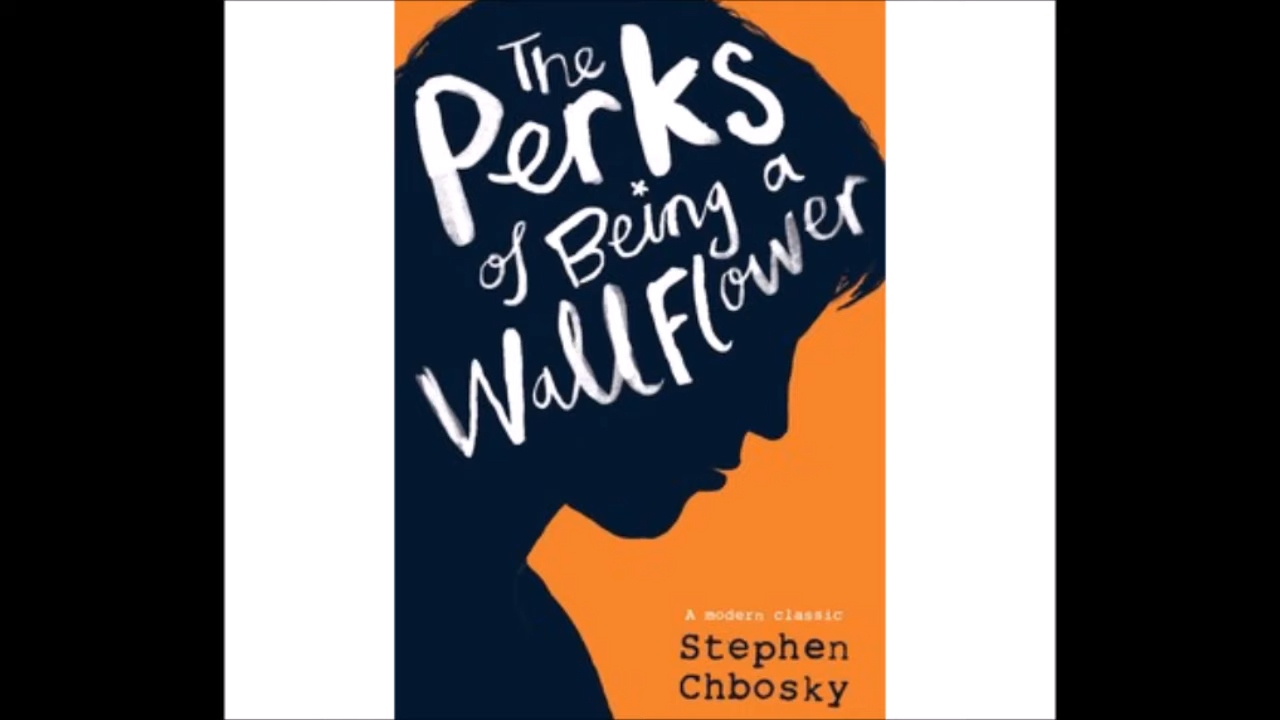 The
Perks
of Being a
WallFlower
A modern classic
Stephen
Chbosky